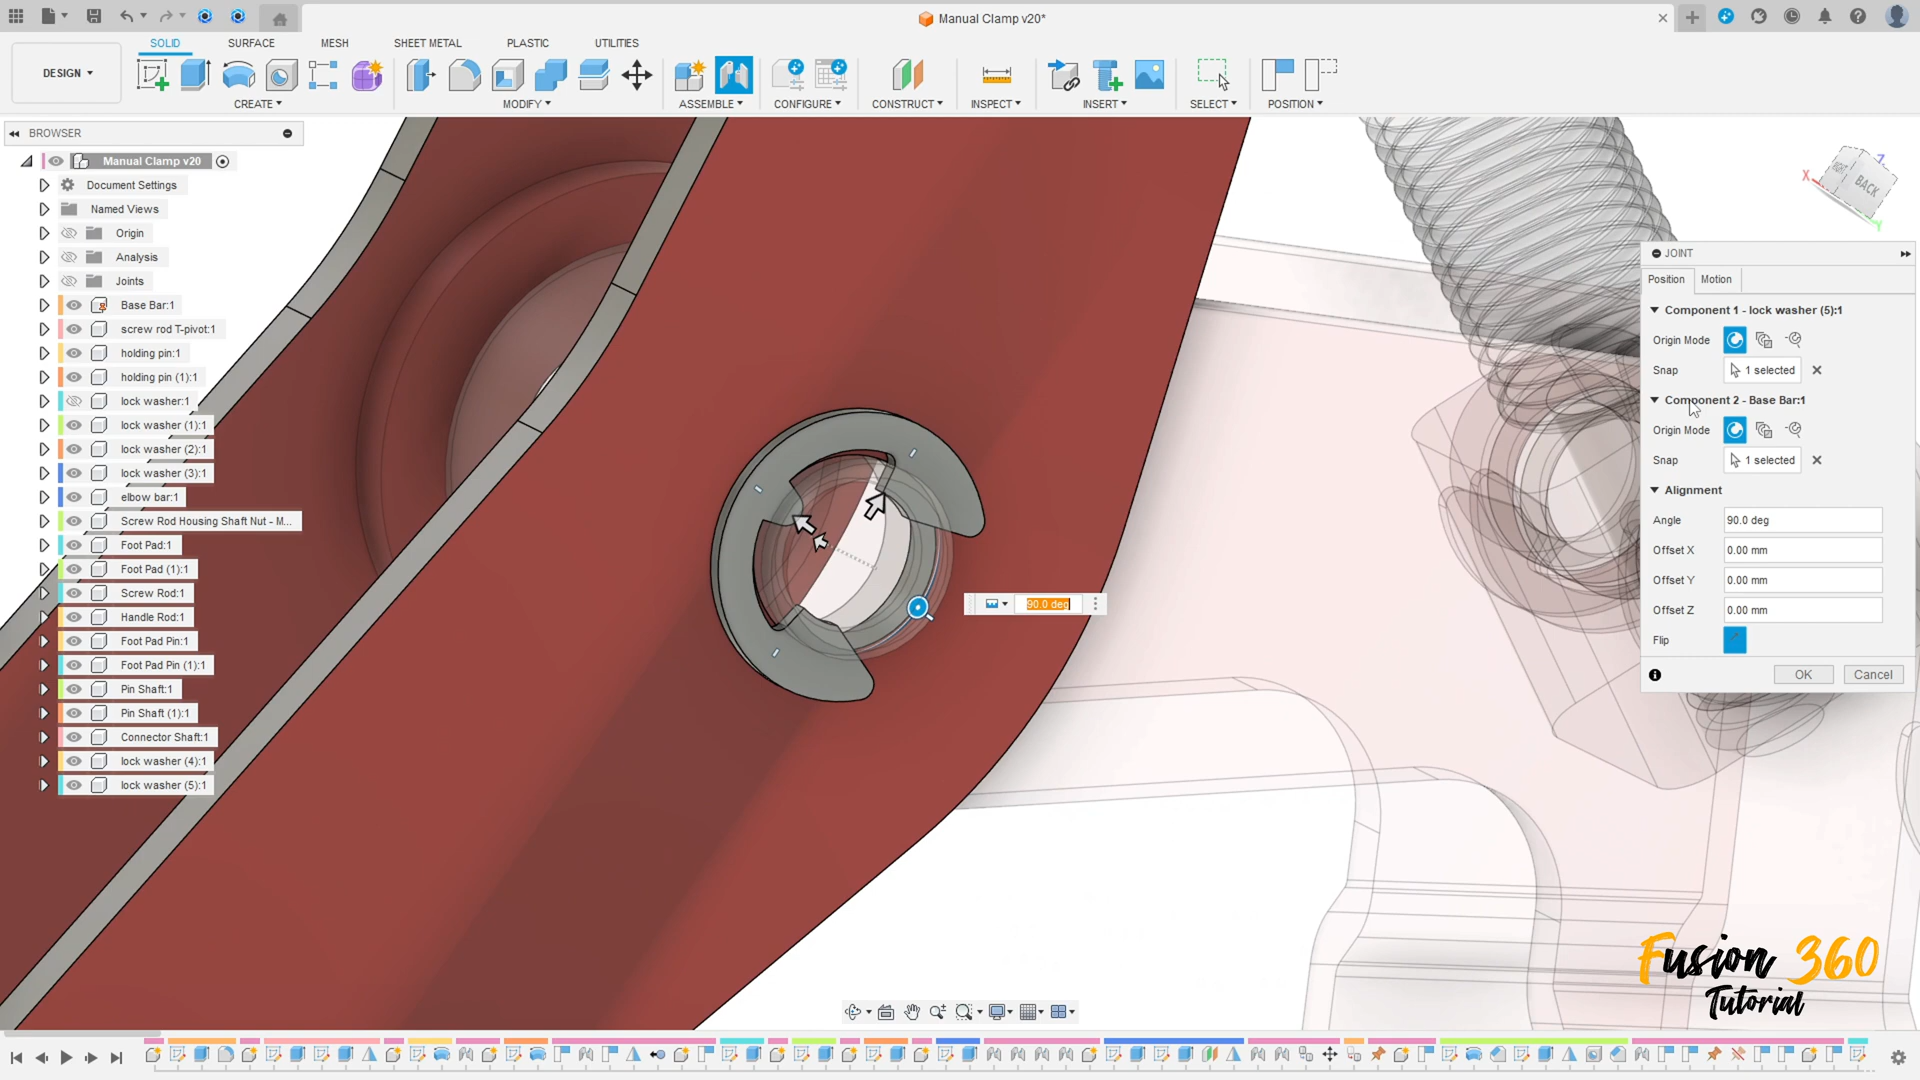 Manual Clamp v20*
SOLID
SURFACE
MESH
SHEET METAL
PLASTIC
UTILITIES
DESIGN
CREATE
MODIFY
ASSEMBLE
CONFIGURE
CONSTRUCT
INSPECT
INSERT
SELECT
POSITION
BROWSER
Manual Clamp v20
Document Settings
Named Views
Origin
Analysis
Joints
Base Bar:1
screw rod T-pivot:1
holding pin:1
holding pin (1):1
lock washer:1
lock washer (1):1
lock washer (2):1
lock washer (3):1
elbow bar:1
Screw Rod Housing Shaft Nut - M...
Foot Pad:1
Foot Pad (1):1
Screw Rod:1
Handle Rod:1
Foot Pad Pin:1
Foot Pad Pin (1):1
Pin Shaft:1
Pin Shaft (1):1
Connector Shaft:1
lock washer (4):1
lock washer (5):1
90.0 deg
X
Z
Y
BACK
JOINT
Position
Motion
Component 1 - lock washer (5):1
Origin Mode
Snap
1 selected
Component 2 - Base Bar:1
Origin Mode
Snap
1 selected
Alignment
Angle
90.0 deg
Offset X
0.00 mm
Offset Y
0.00 mm
Offset Z
0.00 mm
Flip
OK
Cancel
Fusion 360
Tutorial